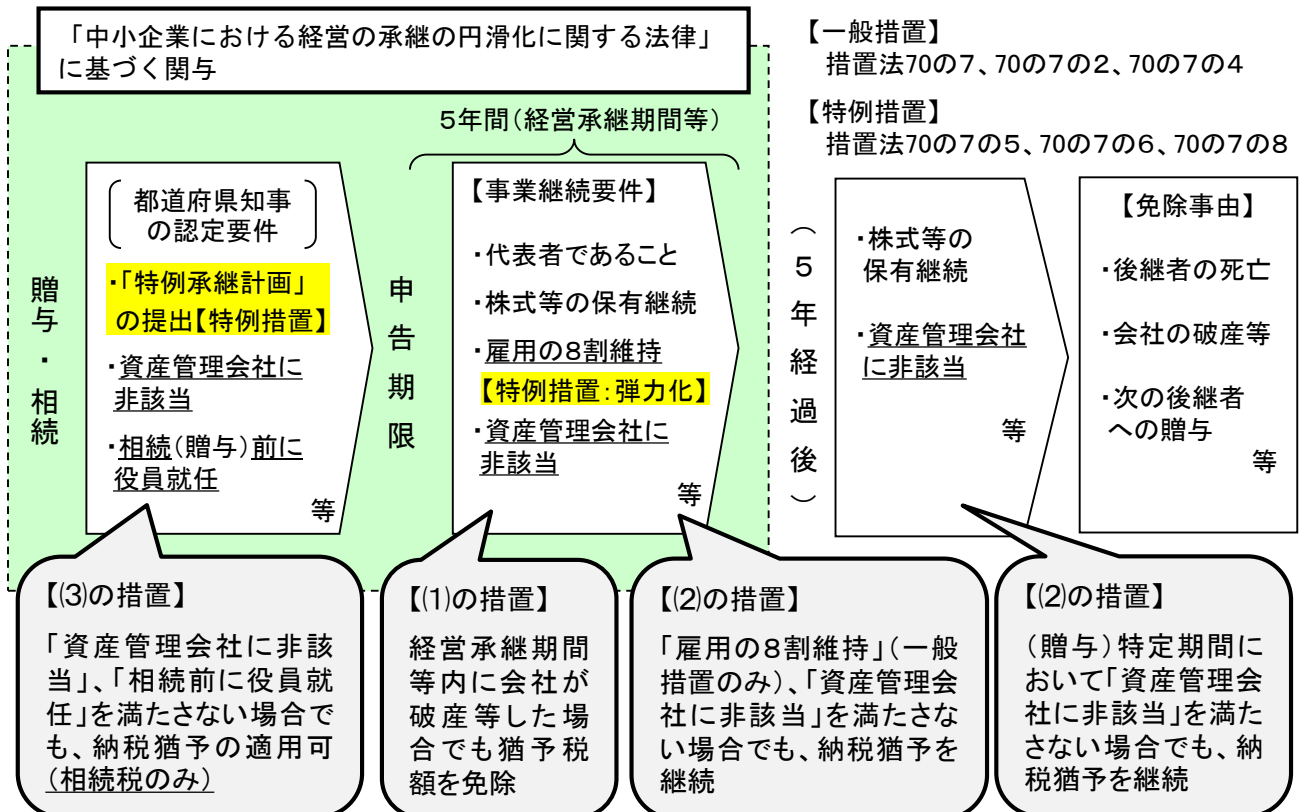 「中小企業における経営の承継の円滑化に関する法律」
に基づく関与
【一般措置】
措置法70の7、70の7の2、70の7の4
【特例措置】
措置法70の7の5、70の7の6、70の7の8
5年間(経営承継期間等)
贈与・相続
都道府県知事
の認定要件
・「特例承継計画」
の提出【特例措置】
・資産管理会社に
非該当
・相続(贈与)前に
役員就任
等
申告期限
【事業継続要件】
・代表者であること
・株式等の保有継続
・雇用の8割維持
【特例措置:弾力化】
・資産管理会社に
非該当
等
(5年経過後)
・株式等の
保有継続
・資産管理会社
に非該当
等
【免除事由】
・後継者の死亡
・会社の破産等
・次の後継者
への贈与
等
【⑶の措置】
「資産管理会社に非該
当」、「相続前に役員就
任」を満たさない場合で
も、納税猶予の適用可
(相続税のみ)
【⑴の措置】
経営承継期間
等内に会社が
破産等した場
合でも猶予税
額を免除
【⑵の措置】
「雇用の8割維持」(一般
措置のみ)、「資産管理会
社に非該当」を満たさな
い場合でも、納税猶予を
継続
【⑵の措置】
(贈与)特定期間に
おいて「資産管理会
社に非該当」を満た
さない場合でも、納
税猶予を継続